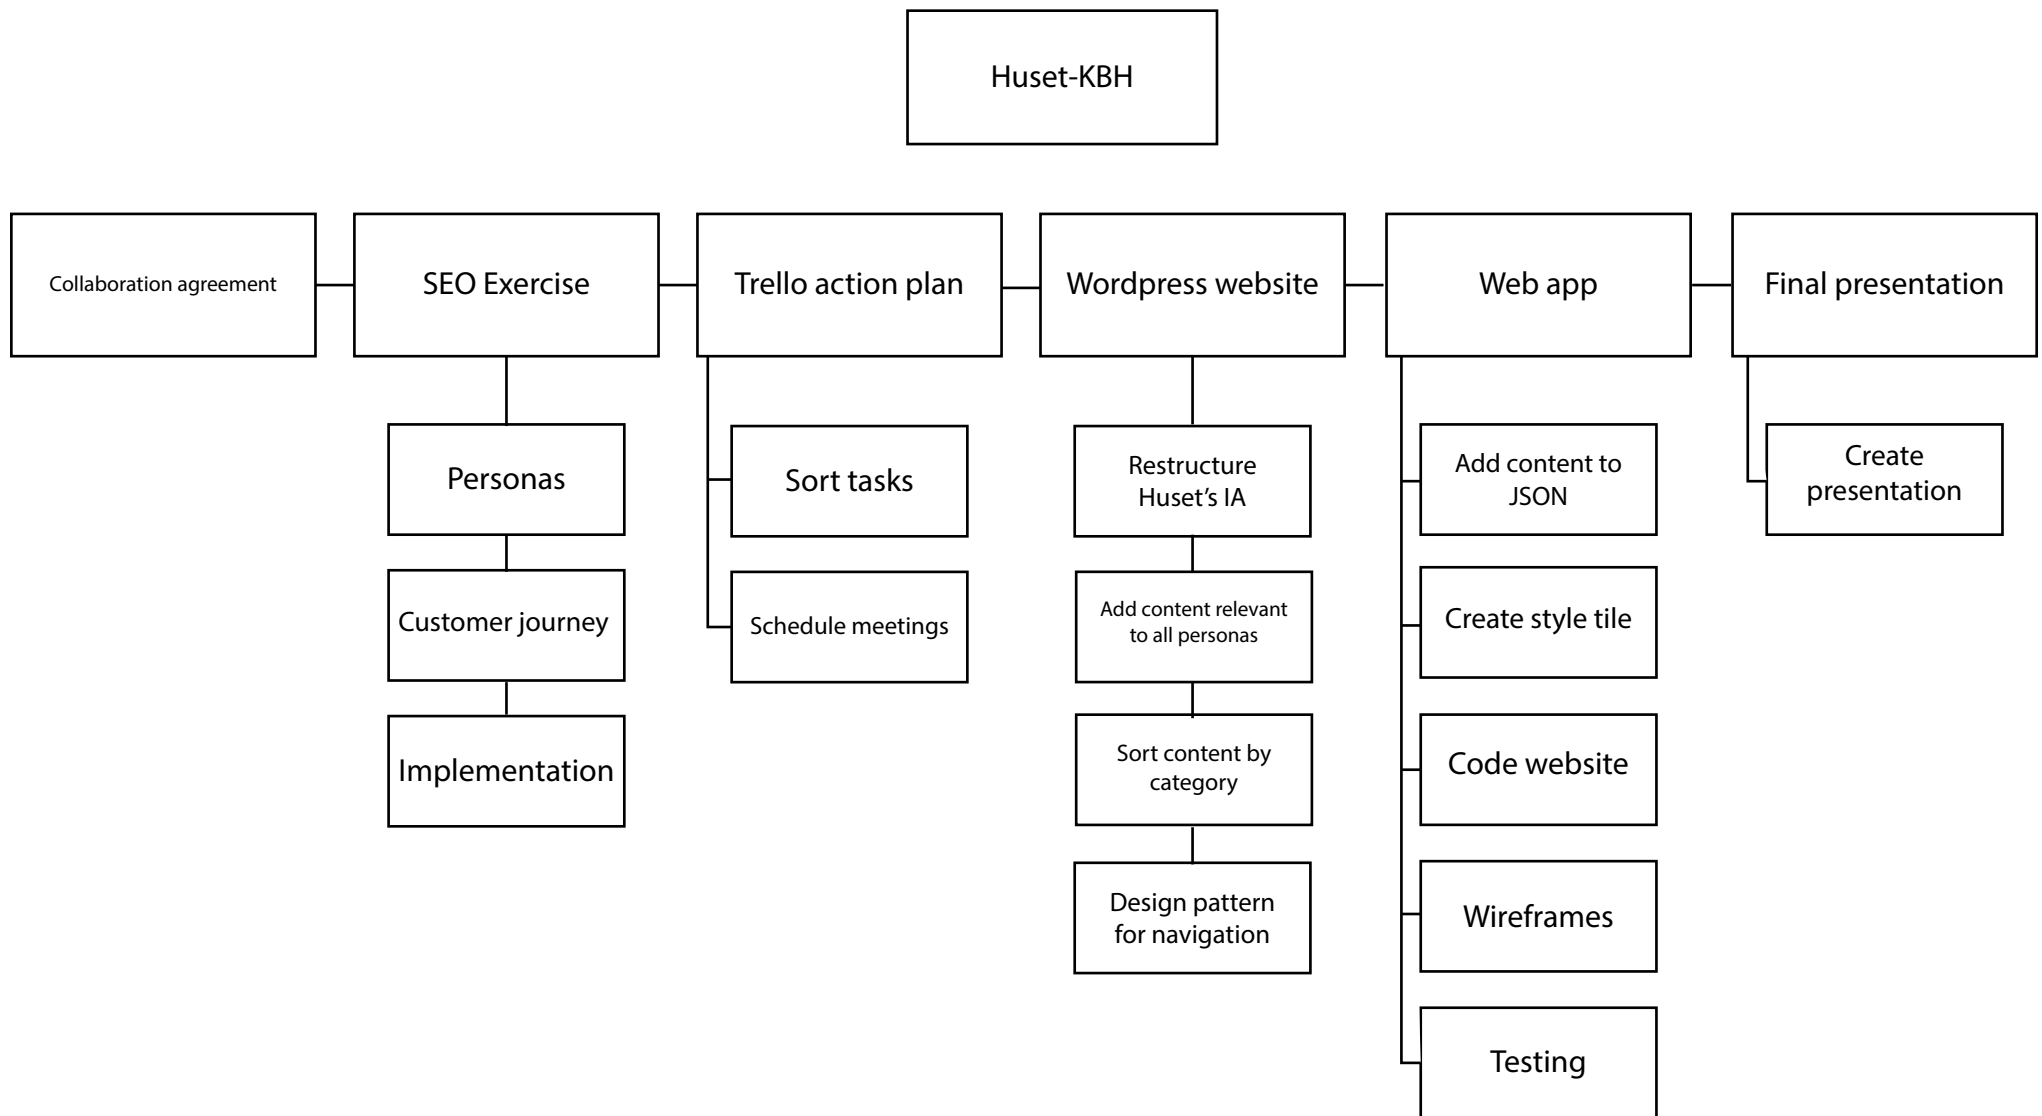 Huset-KBH
Collaboration agreement
SEO Exercise
Trello action plan
Wordpress website
Web app
Final presentation
Personas
Customer journey
Implementation
Sort tasks
Schedule meetings
Restructure
Huset's IA
Add content relevant
to all personas
Sort content by
category
Design pattern
for navigation
Add content to
JSON
Create style tile
Code website
Wireframes
Testing
Create
presentation